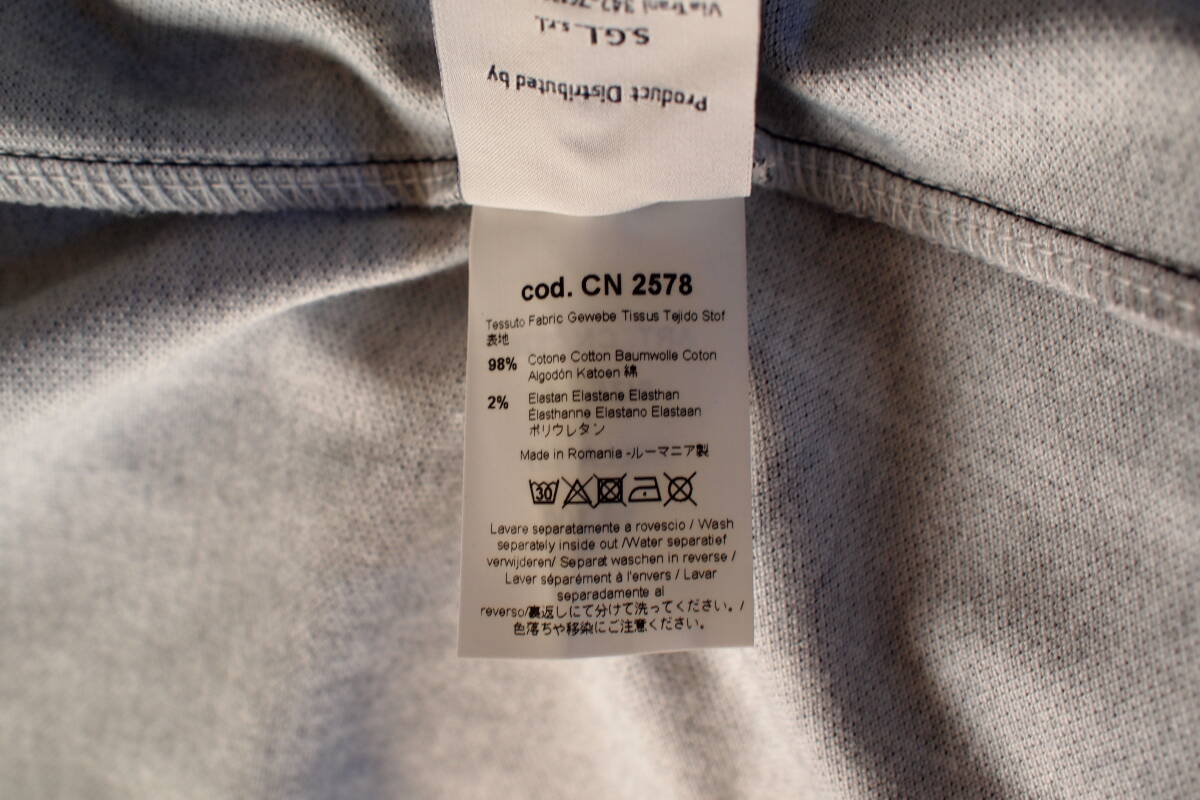 Product Distributed by
S.G.L. s.r.l.
Via Trani
cod. CN 2578
Tessuto Fabric Gewebe Tissus Tejido Stof
表地
98% Cotone Cotton Baumwolle Coton
Algodón Katoen 綿
2% Elastan Elastane Elasthan
Élasthanne Elastano Elastaan
ポリウレタン
Made in Romania -ルーマニア製
30
Lavare separatamente a rovescio / Wash
separately inside out /Water separatief
verwijderen/ Separat waschen in reverse /
Laver séparément à l'envers / Lavar
separadamente al
reverso/裏返しにて分けて洗ってください。/
色落ちや移染にご注意ください。